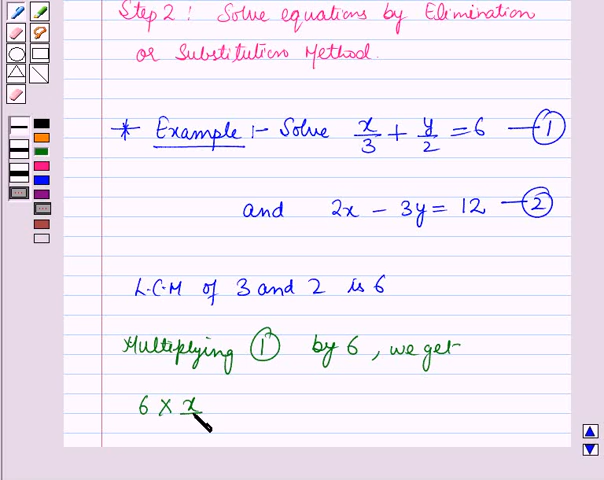 Step 2 : Solve equations by Elimination
or Substitution Method.
* Example :- Solve x/3 + y/2 = 6 — ①
and 2x - 3y = 12 — ②
L.C.M of 3 and 2 is 6
Multiplying ① by 6, we get
6 × x